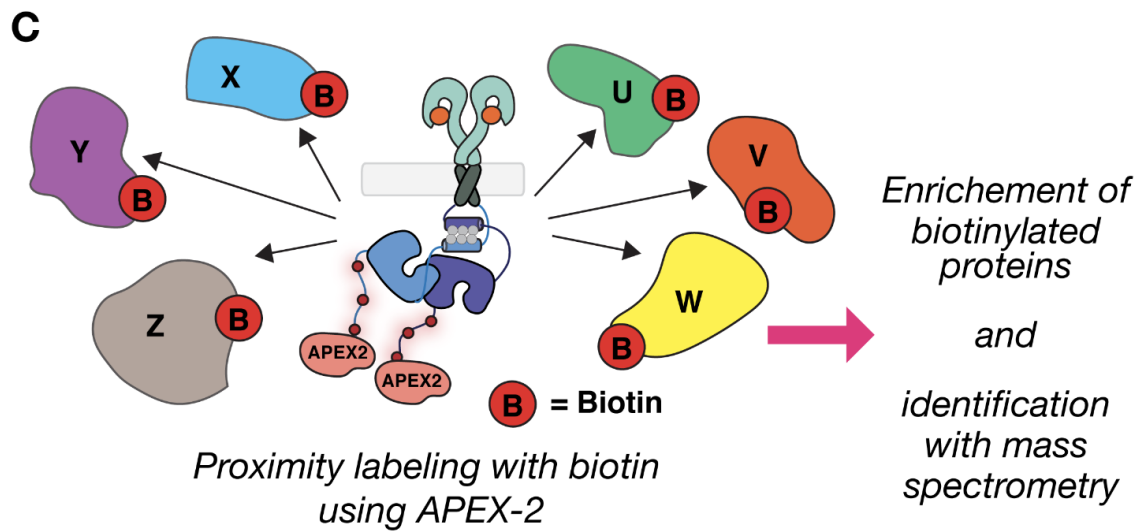 C
X
B
Y
B
Z
B
U
B
V
B
W
B
APEX2
APEX2
B = Biotin
Proximity labeling with biotin
using APEX-2
Enrichement of
biotinylated
proteins
and
identification
with mass
spectrometry